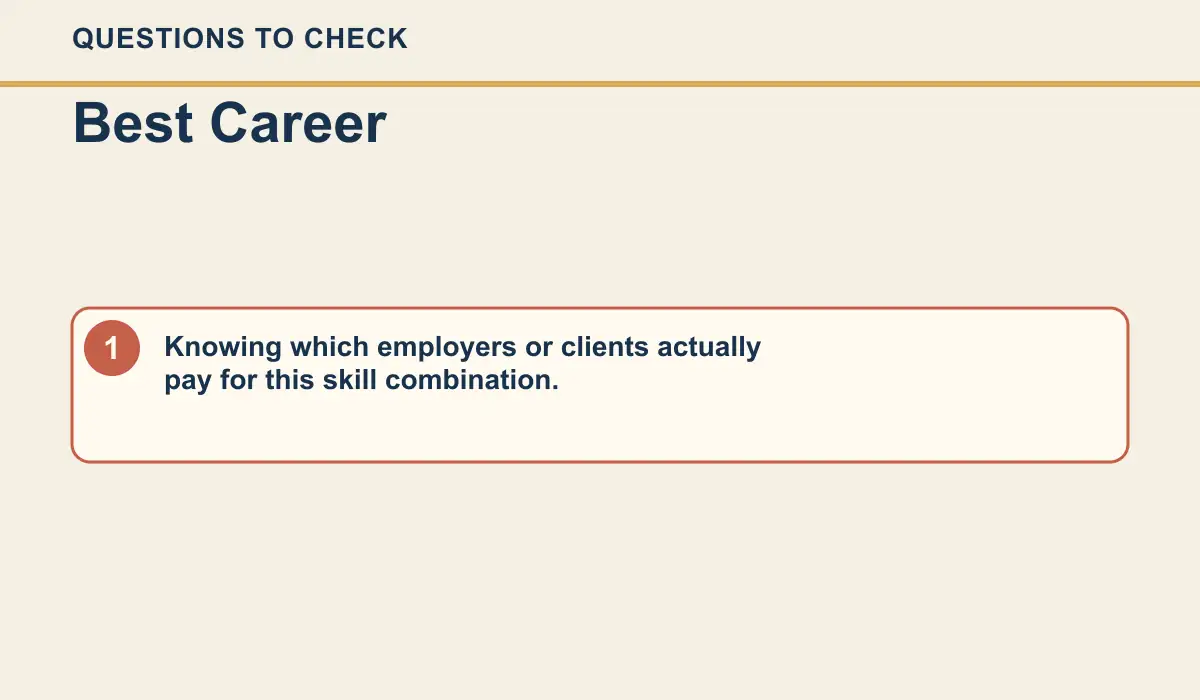 QUESTIONS TO CHECK
Best Career
1
Knowing which employers or clients actually
pay for this skill combination.